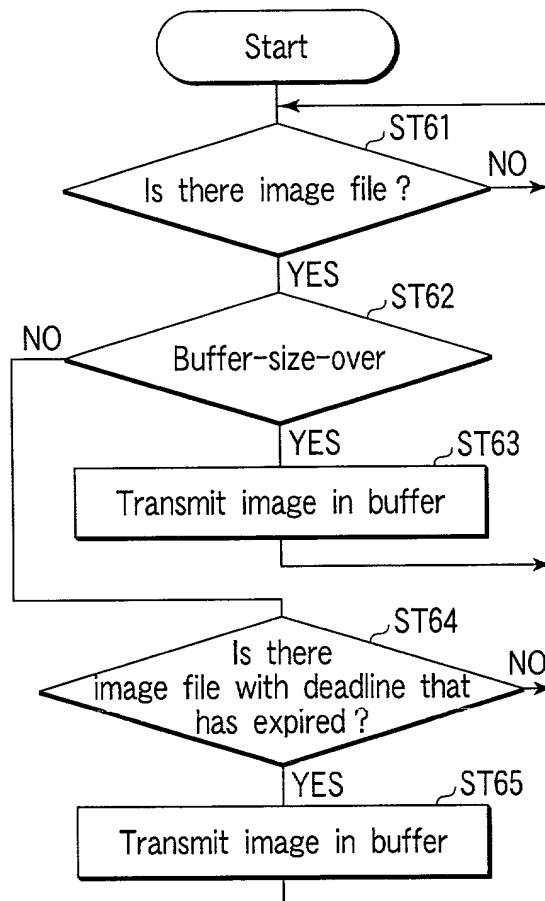 Start
ST61
Is there image file?
NO
YES
ST62
NO
Buffer-size-over
YES
ST63
Transmit image in buffer
ST64
Is there
image file with deadline that
has expired?
NO
YES
ST65
Transmit image in buffer